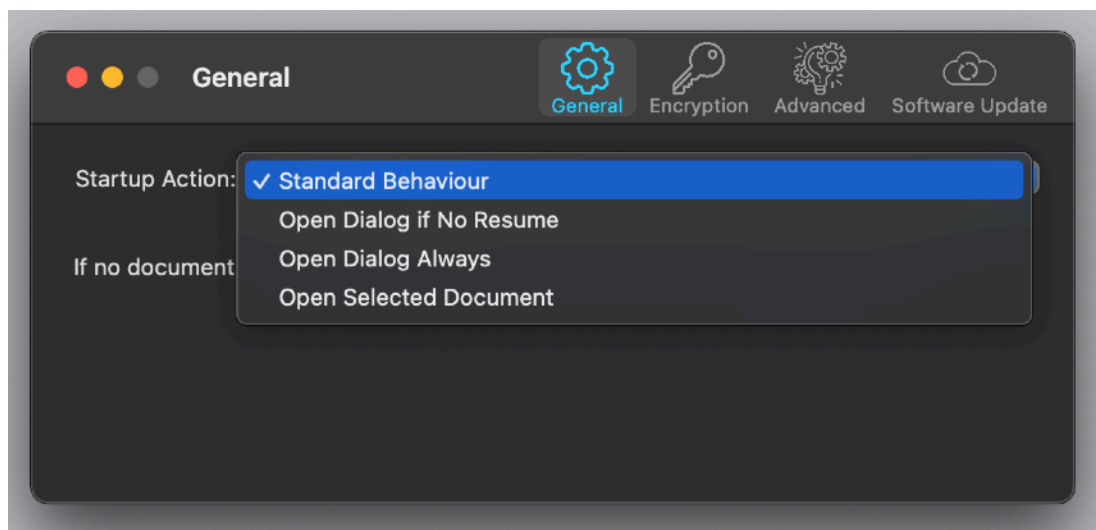 General
General Encryption Advanced Software Update
Startup Action: ✓ Standard Behaviour
Open Dialog if No Resume
If no document Open Dialog Always
Open Selected Document